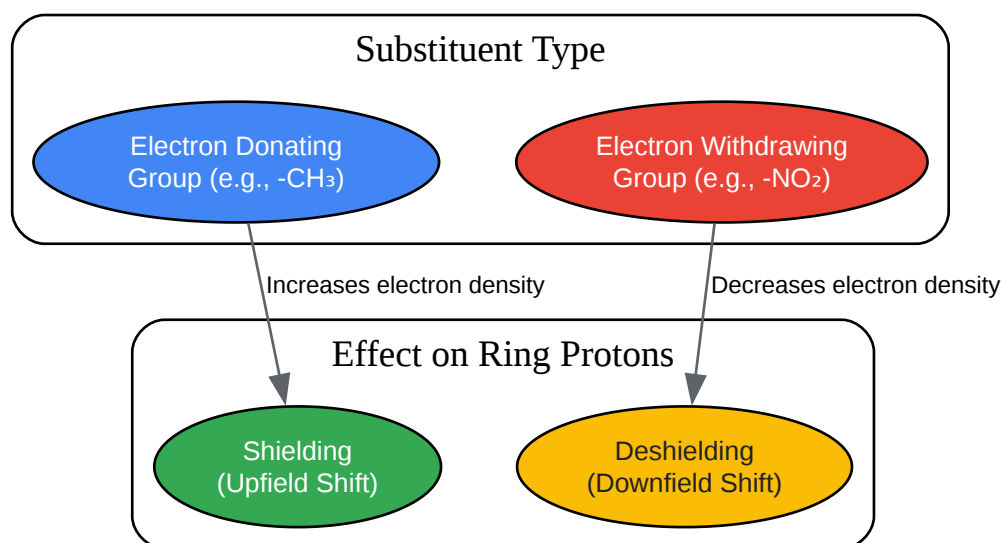 Substituent Type
Electron Donating
Group (e.g., -CH₃)
Electron Withdrawing
Group (e.g., -NO₂)
Increases electron density
Decreases electron density
Effect on Ring Protons
Shielding
(Upfield Shift)
Deshielding
(Downfield Shift)